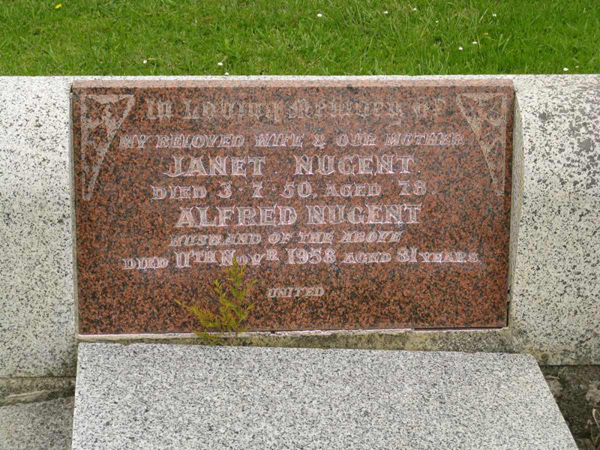 In Loving Memory of
MY BELOVED WIFE & OUR MOTHER
JANET NUGENT
DIED 3·7·50, AGED 78
ALFRED NUGENT
HUSBAND OF THE ABOVE
DIED 11TH NOVR 1958 AGED 81 YEARS.
UNITED